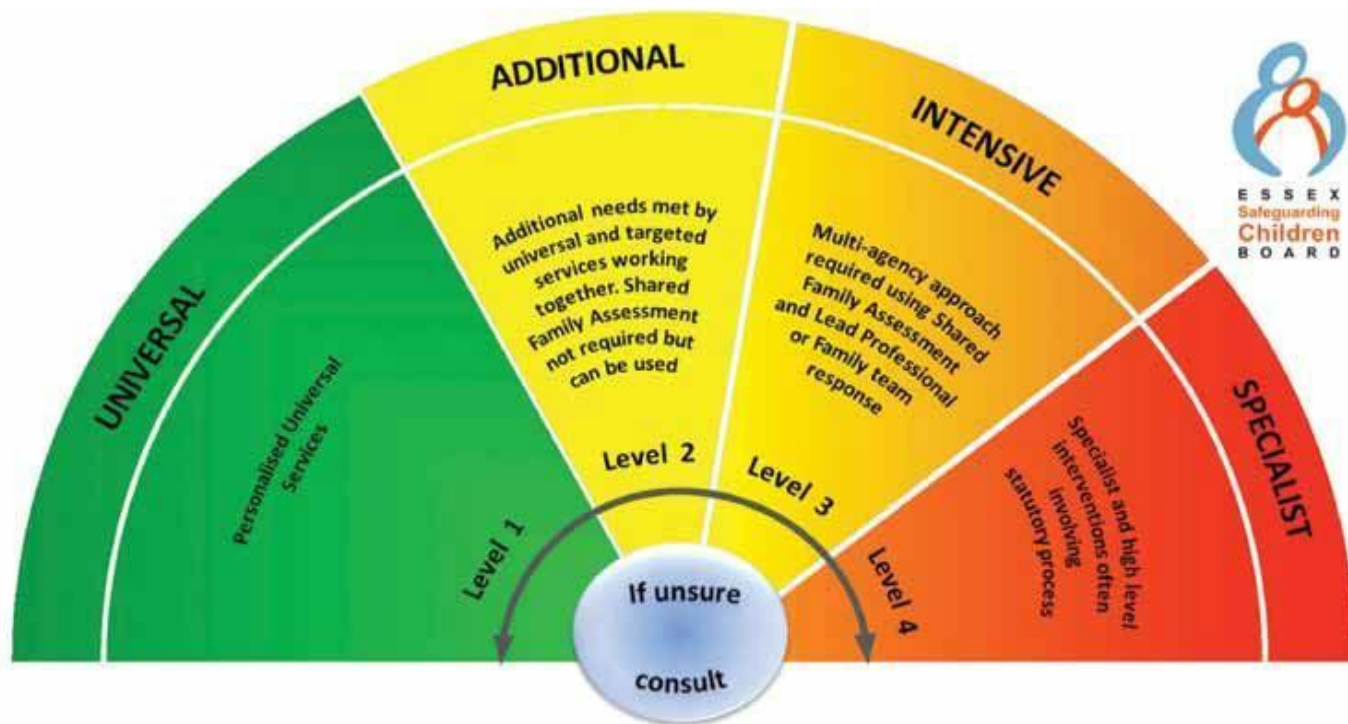 UNIVERSAL
Personalised Universal
Services
Level 1
ADDITIONAL
Additional needs met by
universal and targeted
services working
together. Shared
Family Assessment
not required but
can be used
Level 2
INTENSIVE
Multi-agency approach
required using Shared
Family Assessment
and Lead Professional
or Family team
response
Level 3
SPECIALIST
Specialist and high level
interventions often
involving
statutory process
Level 4
If unsure
consult
ESSEX
Safeguarding
Children
BOARD